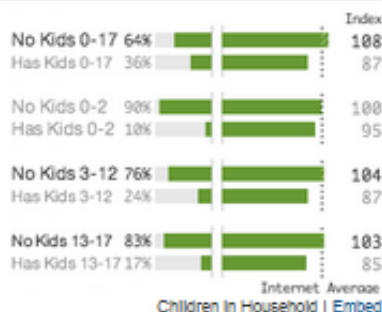 Index
No Kids 0-17 64% 108
Has Kids 0-17 36% 87
No Kids 0-2 90% 100
Has Kids 0-2 10% 95
No Kids 3-12 76% 104
Has Kids 3-12 24% 87
No Kids 13-17 83% 103
Has Kids 13-17 17% 85
Internet Average
Children in Household | Embed